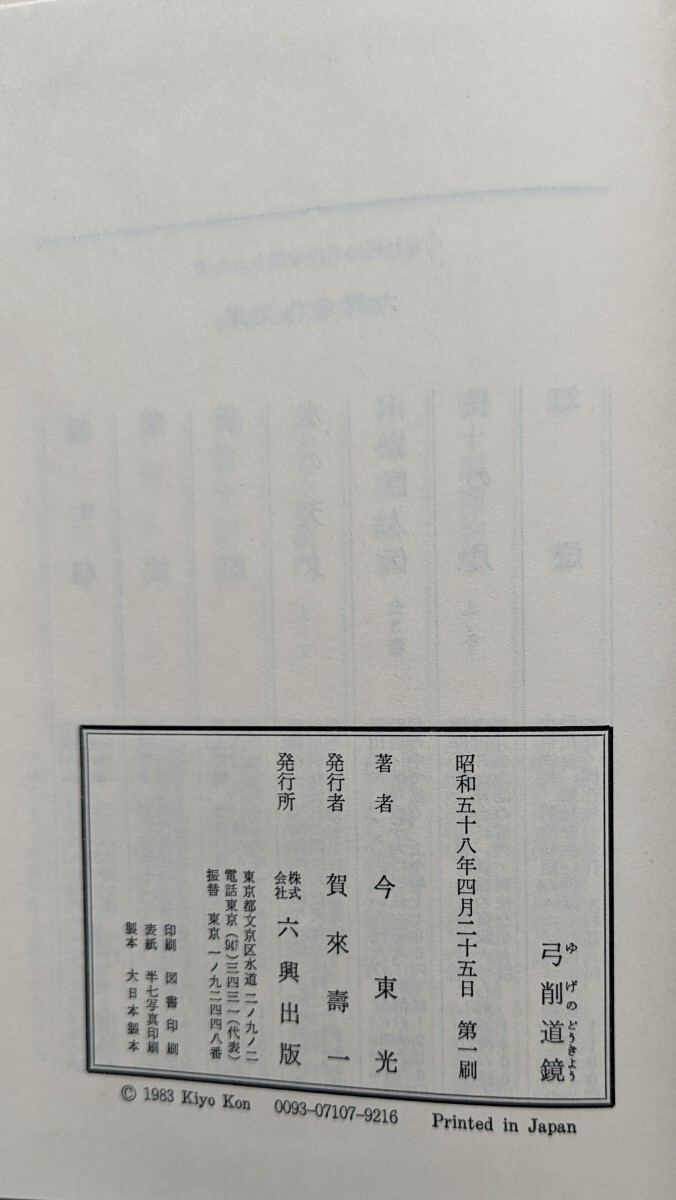 弓削道鏡
ゆげのどうきよう
昭和五十八年四月二十五日 第一刷
著者 今東光
発行者 賀來壽一
発行所 株式会社 六興出版
東京都文京区水道 二ノ九ノ二
電話東京(947)三四三一(代表)
振替 東京 一ノ九二四四八番
印刷 図書印刷
表紙 半七写真印刷
製本 大日本製本
© 1983 Kiyo Kon 0093-07107-9216 Printed in Japan